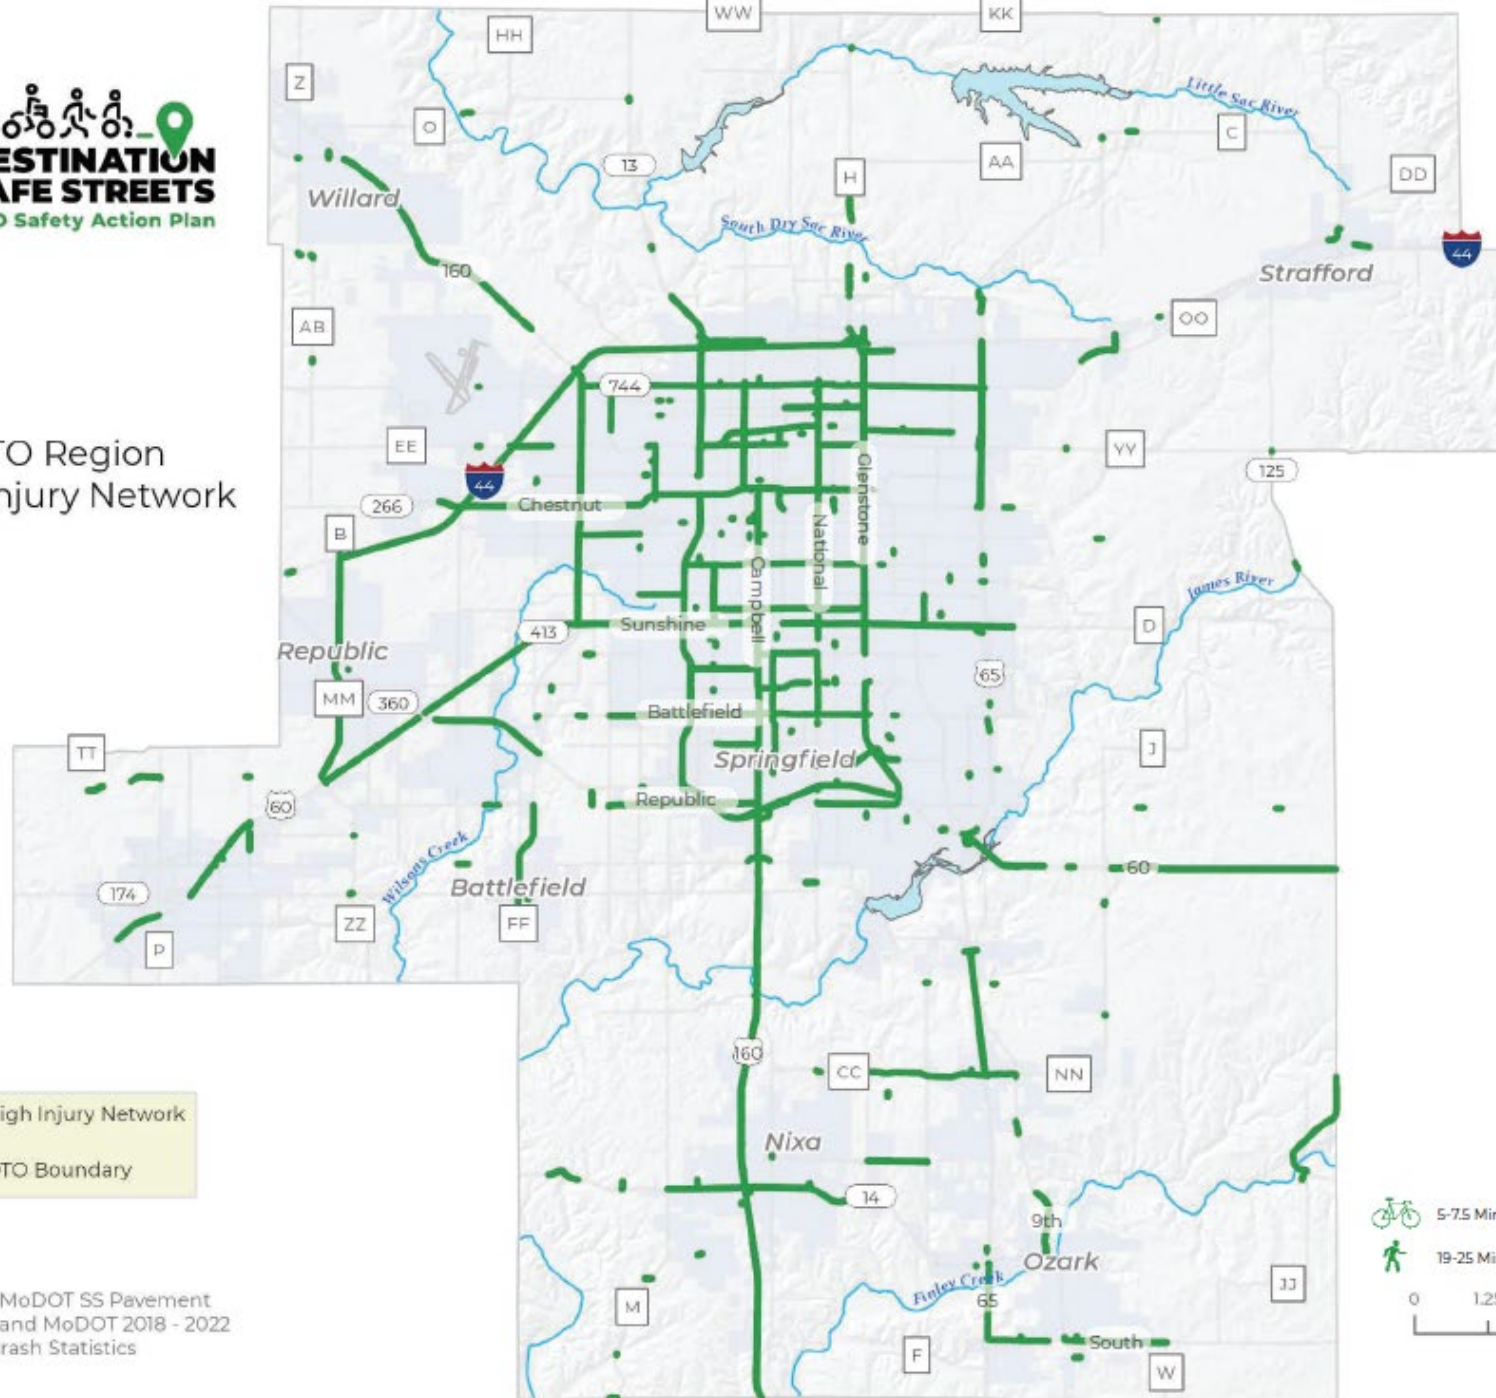 WW
KK
HH
Z
Little Sac River
O
C
13
AA
DD
H
ESTINATION
AFE STREETS
O Safety Action Plan
Willard
South Dry Sac River
44
160
Strafford
AB
OO
744
EE
YY
TO Region
njury Network
Glenstone
125
44
266
Chestnut
B
National
Campbell
James River
413
Sunshine
D
Republic
65
MM
360
Battlefield
TT
J
Springfield
60
Republic
Wilsons Creek
60
174
Battlefield
ZZ
FF
P
160
CC
NN
igh Injury Network
Nixa
TO Boundary
14
9th
5-7.5 Mi
Ozark
19-25 Mi
Finley Creek
JJ
65
0
1.25
M
MoDOT SS Pavement
and MoDOT 2018 - 2022
rash Statistics
South
F
W